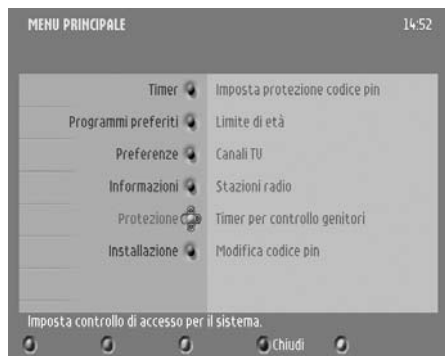 MENU PRINCIPALE 14:52
Timer Imposta protezione codice pin
Programmi preferiti Limite di età
Preferenze Canali TV
Informazioni Stazioni radio
Protezione Timer per controllo genitori
Installazione Modifica codice pin
Imposta controllo di accesso per il sistema.
Chiudi